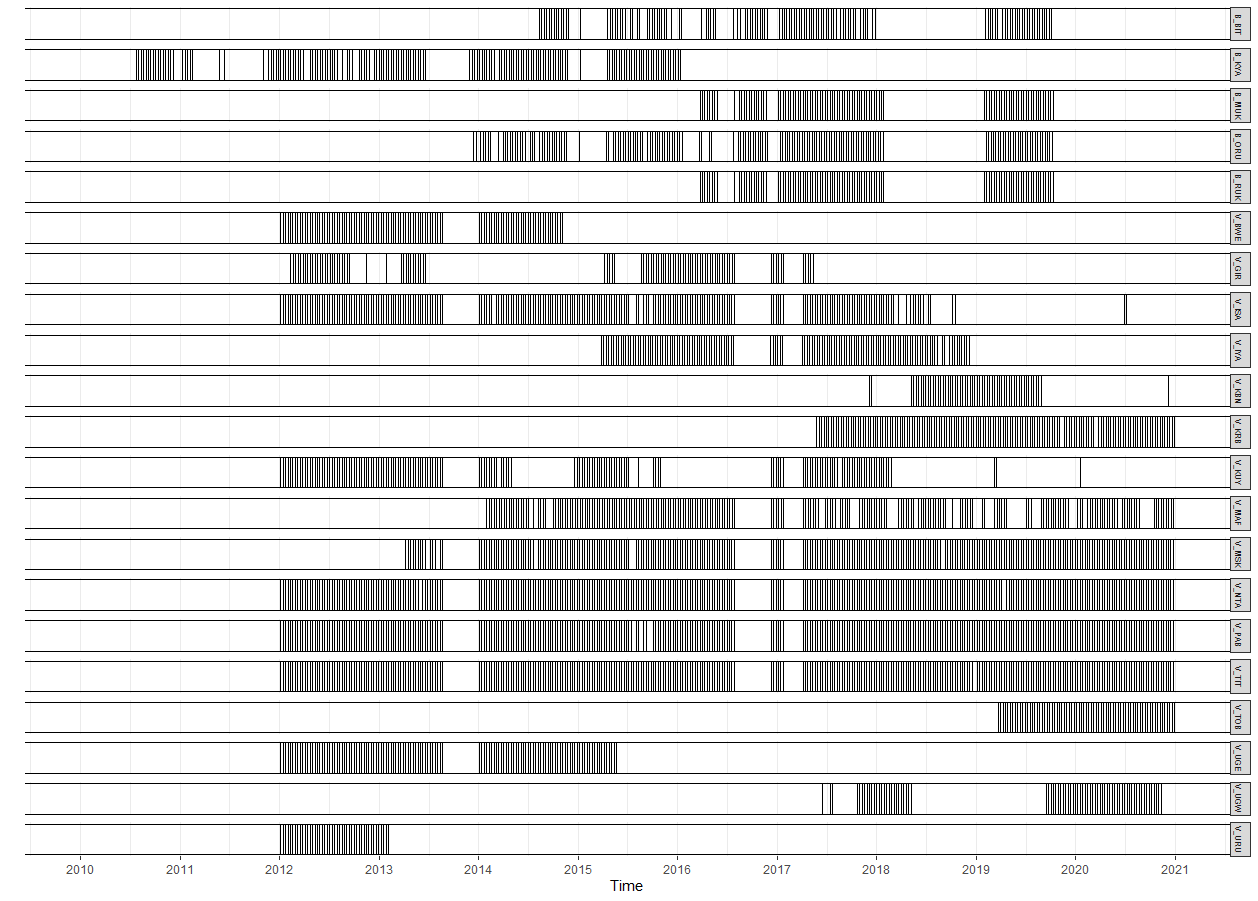 B_BIT
B_KYA
B_MUK
B_ORU
B_RUK
V_BWE
V_GIR
V_ISA
V_IYA
V_KBN
V_KRB
V_KUY
V_MAF
V_MSK
V_NTA
V_PAB
V_TIT
V_TOB
V_UGE
V_UGW
V_URU
2010 2011 2012 2013 2014 2015 2016 2017 2018 2019 2020 2021
Time